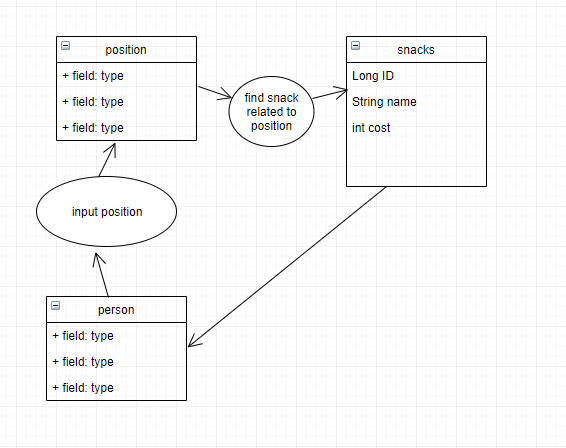 position
+ field: type
+ field: type
+ field: type
find snack
related to
position
snacks
Long ID
String name
int cost
input position
person
+ field: type
+ field: type
+ field: type